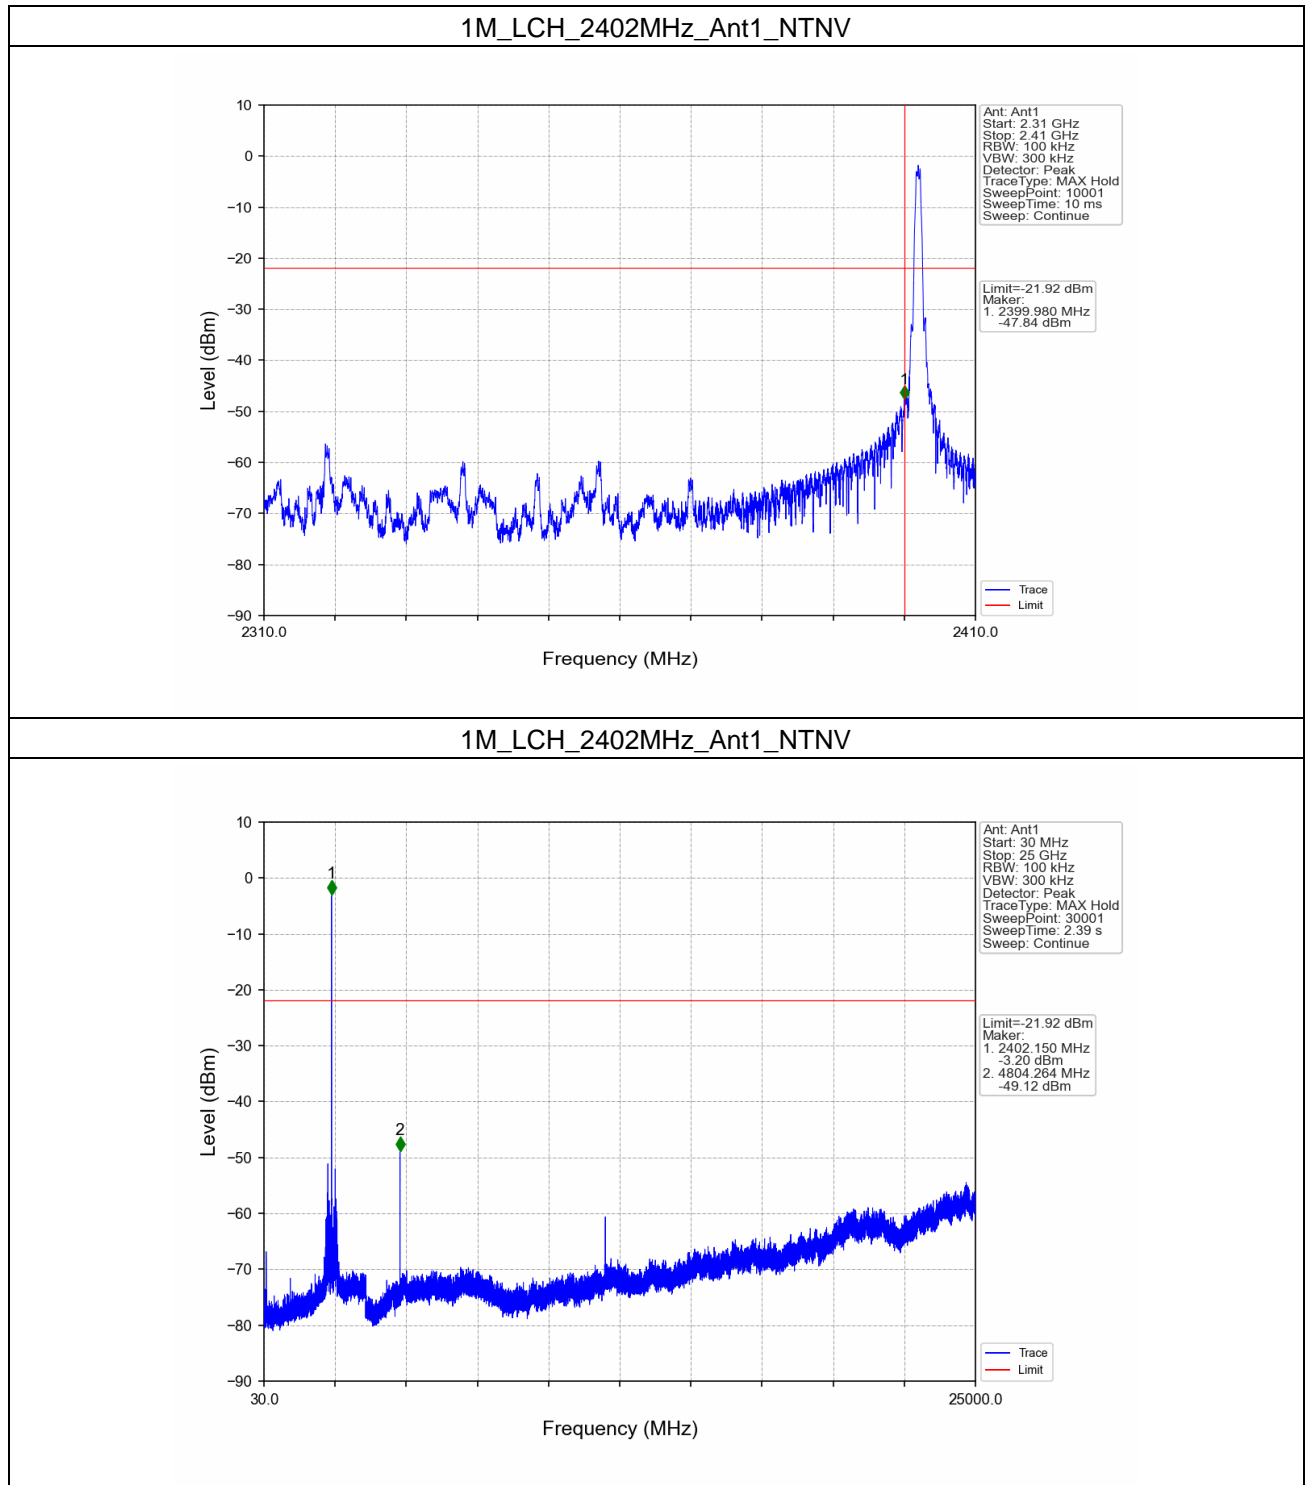 1M_LCH_2402MHz_Ant1_NTNV
10
0
−10
−20
−30
−40
−50
−60
−70
−80
−90
Level (dBm)
1
2310.0
2410.0
Frequency (MHz)
Ant: Ant1
Start: 2.31 GHz
Stop: 2.41 GHz
RBW: 100 kHz
VBW: 300 kHz
Detector: Peak
TraceType: MAX Hold
SweepPoint: 10001
SweepTime: 10 ms
Sweep: Continue
Limit=-21.92 dBm
Maker:
1. 2399.980 MHz
-47.84 dBm
Trace
Limit
1M_LCH_2402MHz_Ant1_NTNV
10
0
−10
−20
−30
−40
−50
−60
−70
−80
−90
Level (dBm)
1
2
30.0
25000.0
Frequency (MHz)
Ant: Ant1
Start: 30 MHz
Stop: 25 GHz
RBW: 100 kHz
VBW: 300 kHz
Detector: Peak
TraceType: MAX Hold
SweepPoint: 30001
SweepTime: 2.39 s
Sweep: Continue
Limit=-21.92 dBm
Maker:
1. 2402.150 MHz
-3.20 dBm
2. 4804.264 MHz
-49.12 dBm
Trace
Limit